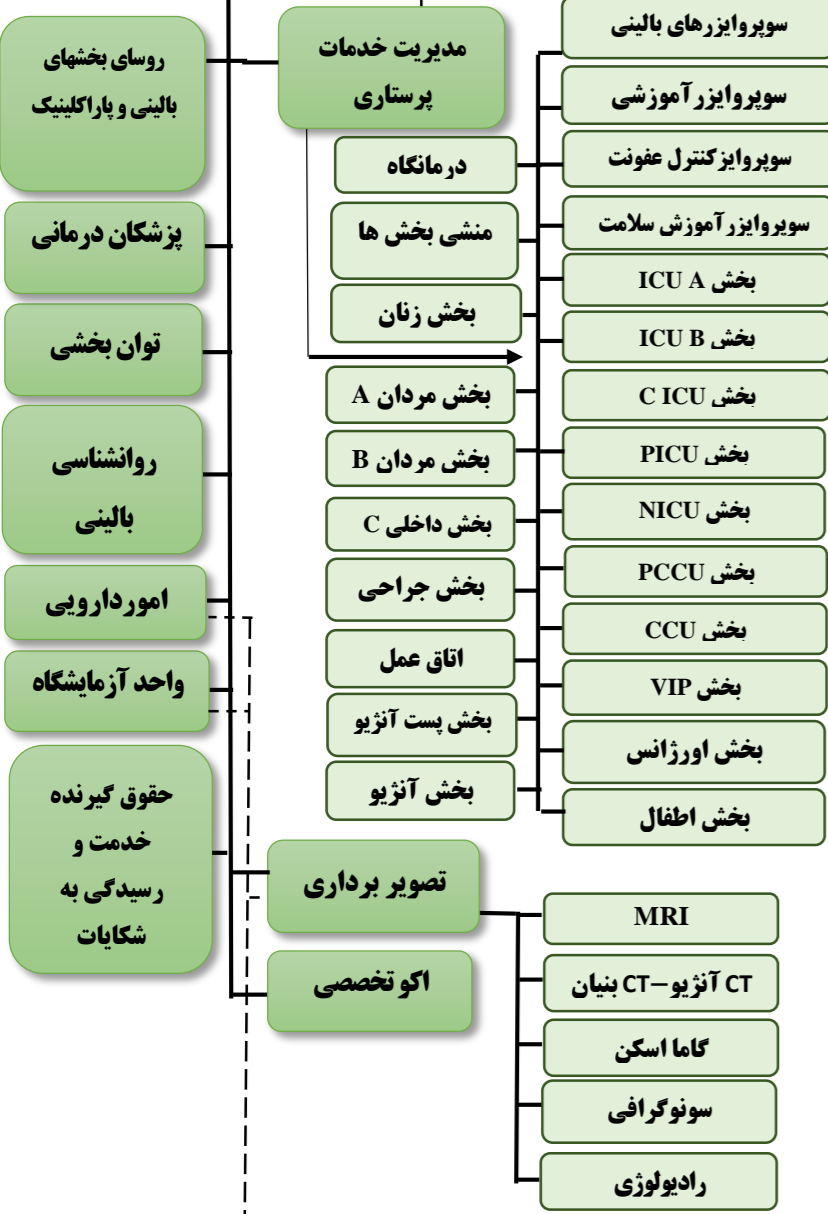 سوپروایزرهای بالینی
سوپروایزر آموزشی
سوپروایز کنترل عفونت
سوپروایزر آموزش سلامت
بخش ICU A
بخش ICU B
بخش C ICU
بخش PICU
بخش NICU
بخش PCCU
بخش CCU
بخش VIP
بخش اورژانس
بخش اطفال
مدیریت خدمات
پرستاری
درمانگاه
منشی بخش ها
بخش زنان
بخش مردان A
بخش مردان B
بخش داخلی C
بخش جراحی
اتاق عمل
بخش پست آنژیو
بخش آنژیو
روسای بخشهای
بالینی و پاراکلینیک
پزشکان درمانی
توان بخشی
روانشناسی
بالینی
اموردارویی
واحد آزمایشگاه
حقوق گیرنده
خدمت و
رسیدگی به
شکایات
تصویر برداری
اکو تخصصی
MRI
CT آنژیو–CT بنیان
گاما اسکن
سونوگرافی
رادیولوژی